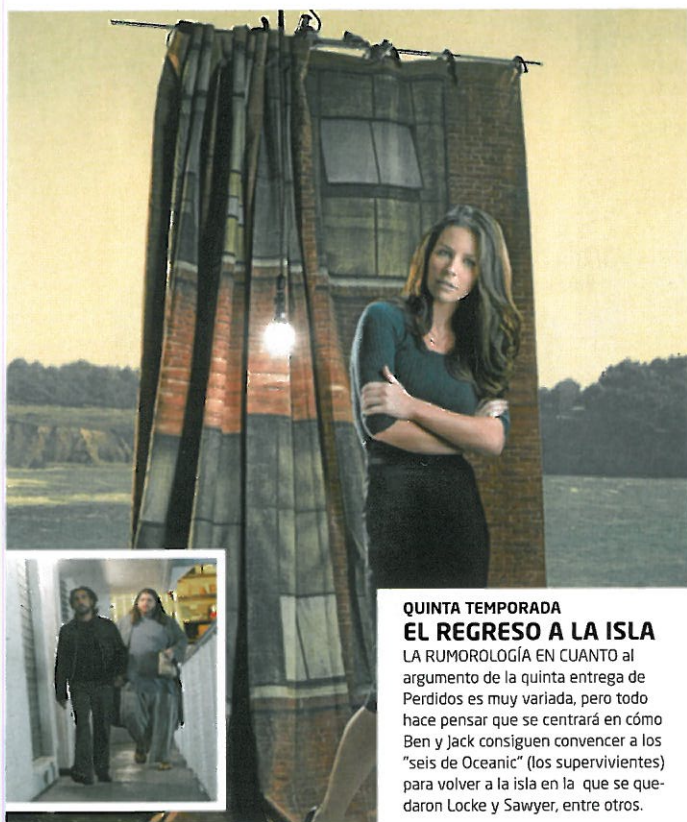 QUINTA TEMPORADA
EL REGRESO A LA ISLA
LA RUMOROLOGÍA EN CUANTO al
argumento de la quinta entrega de
Perdidos es muy variada, pero todo
hace pensar que se centrará en cómo
Ben y Jack consiguen convencer a los
"seis de Oceanic" (los supervivientes)
para volver a la isla en la que se que-
daron Locke y Sawyer, entre otros.